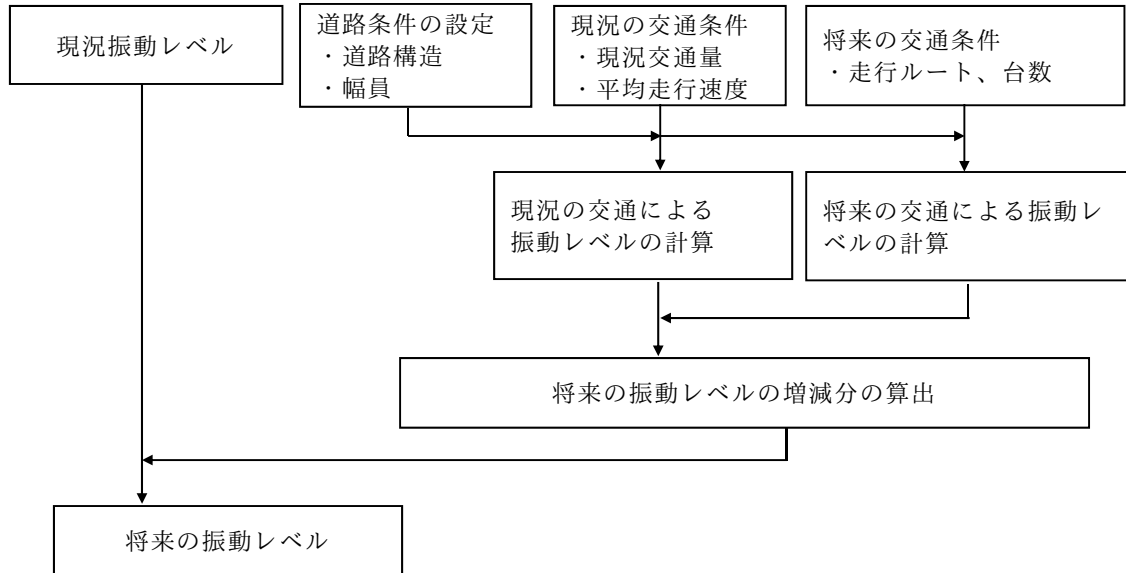 現況振動レベル
道路条件の設定
・道路構造
・幅員
現況の交通条件
・現況交通量
・平均走行速度
将来の交通条件
・走行ルート、台数
現況の交通による
振動レベルの計算
将来の交通による振動レ
ベルの計算
将来の振動レベルの増減分の算出
将来の振動レベル